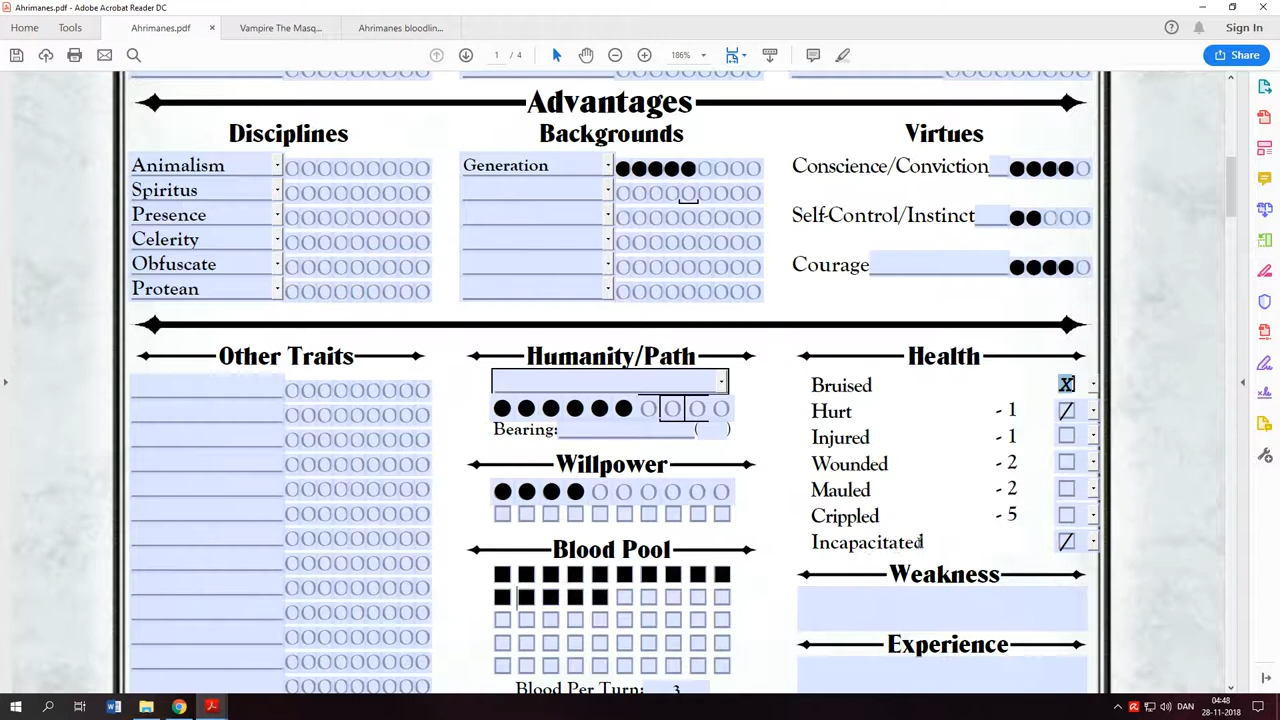 Ahrimanes.pdf - Adobe Acrobat Reader DC
Home Tools Ahrimanes.pdf × Vampire The Masq... Ahrimanes bloodlin... Sign In
1 / 4 186% Share
Advantages
Disciplines Backgrounds Virtues
Animalism Generation Conscience/Conviction
Spiritus
Presence Self-Control/Instinct
Celerity
Obfuscate Courage
Protean
Other Traits Humanity/Path Health
Bruised X
Hurt - 1 /
Bearing: ( ) Injured - 1
Willpower Wounded - 2
Mauled - 2
Crippled - 5
Blood Pool Incapacitated /
Weakness
Experience
Blood Per Turn: 3
04:48
DAN
28-11-2018